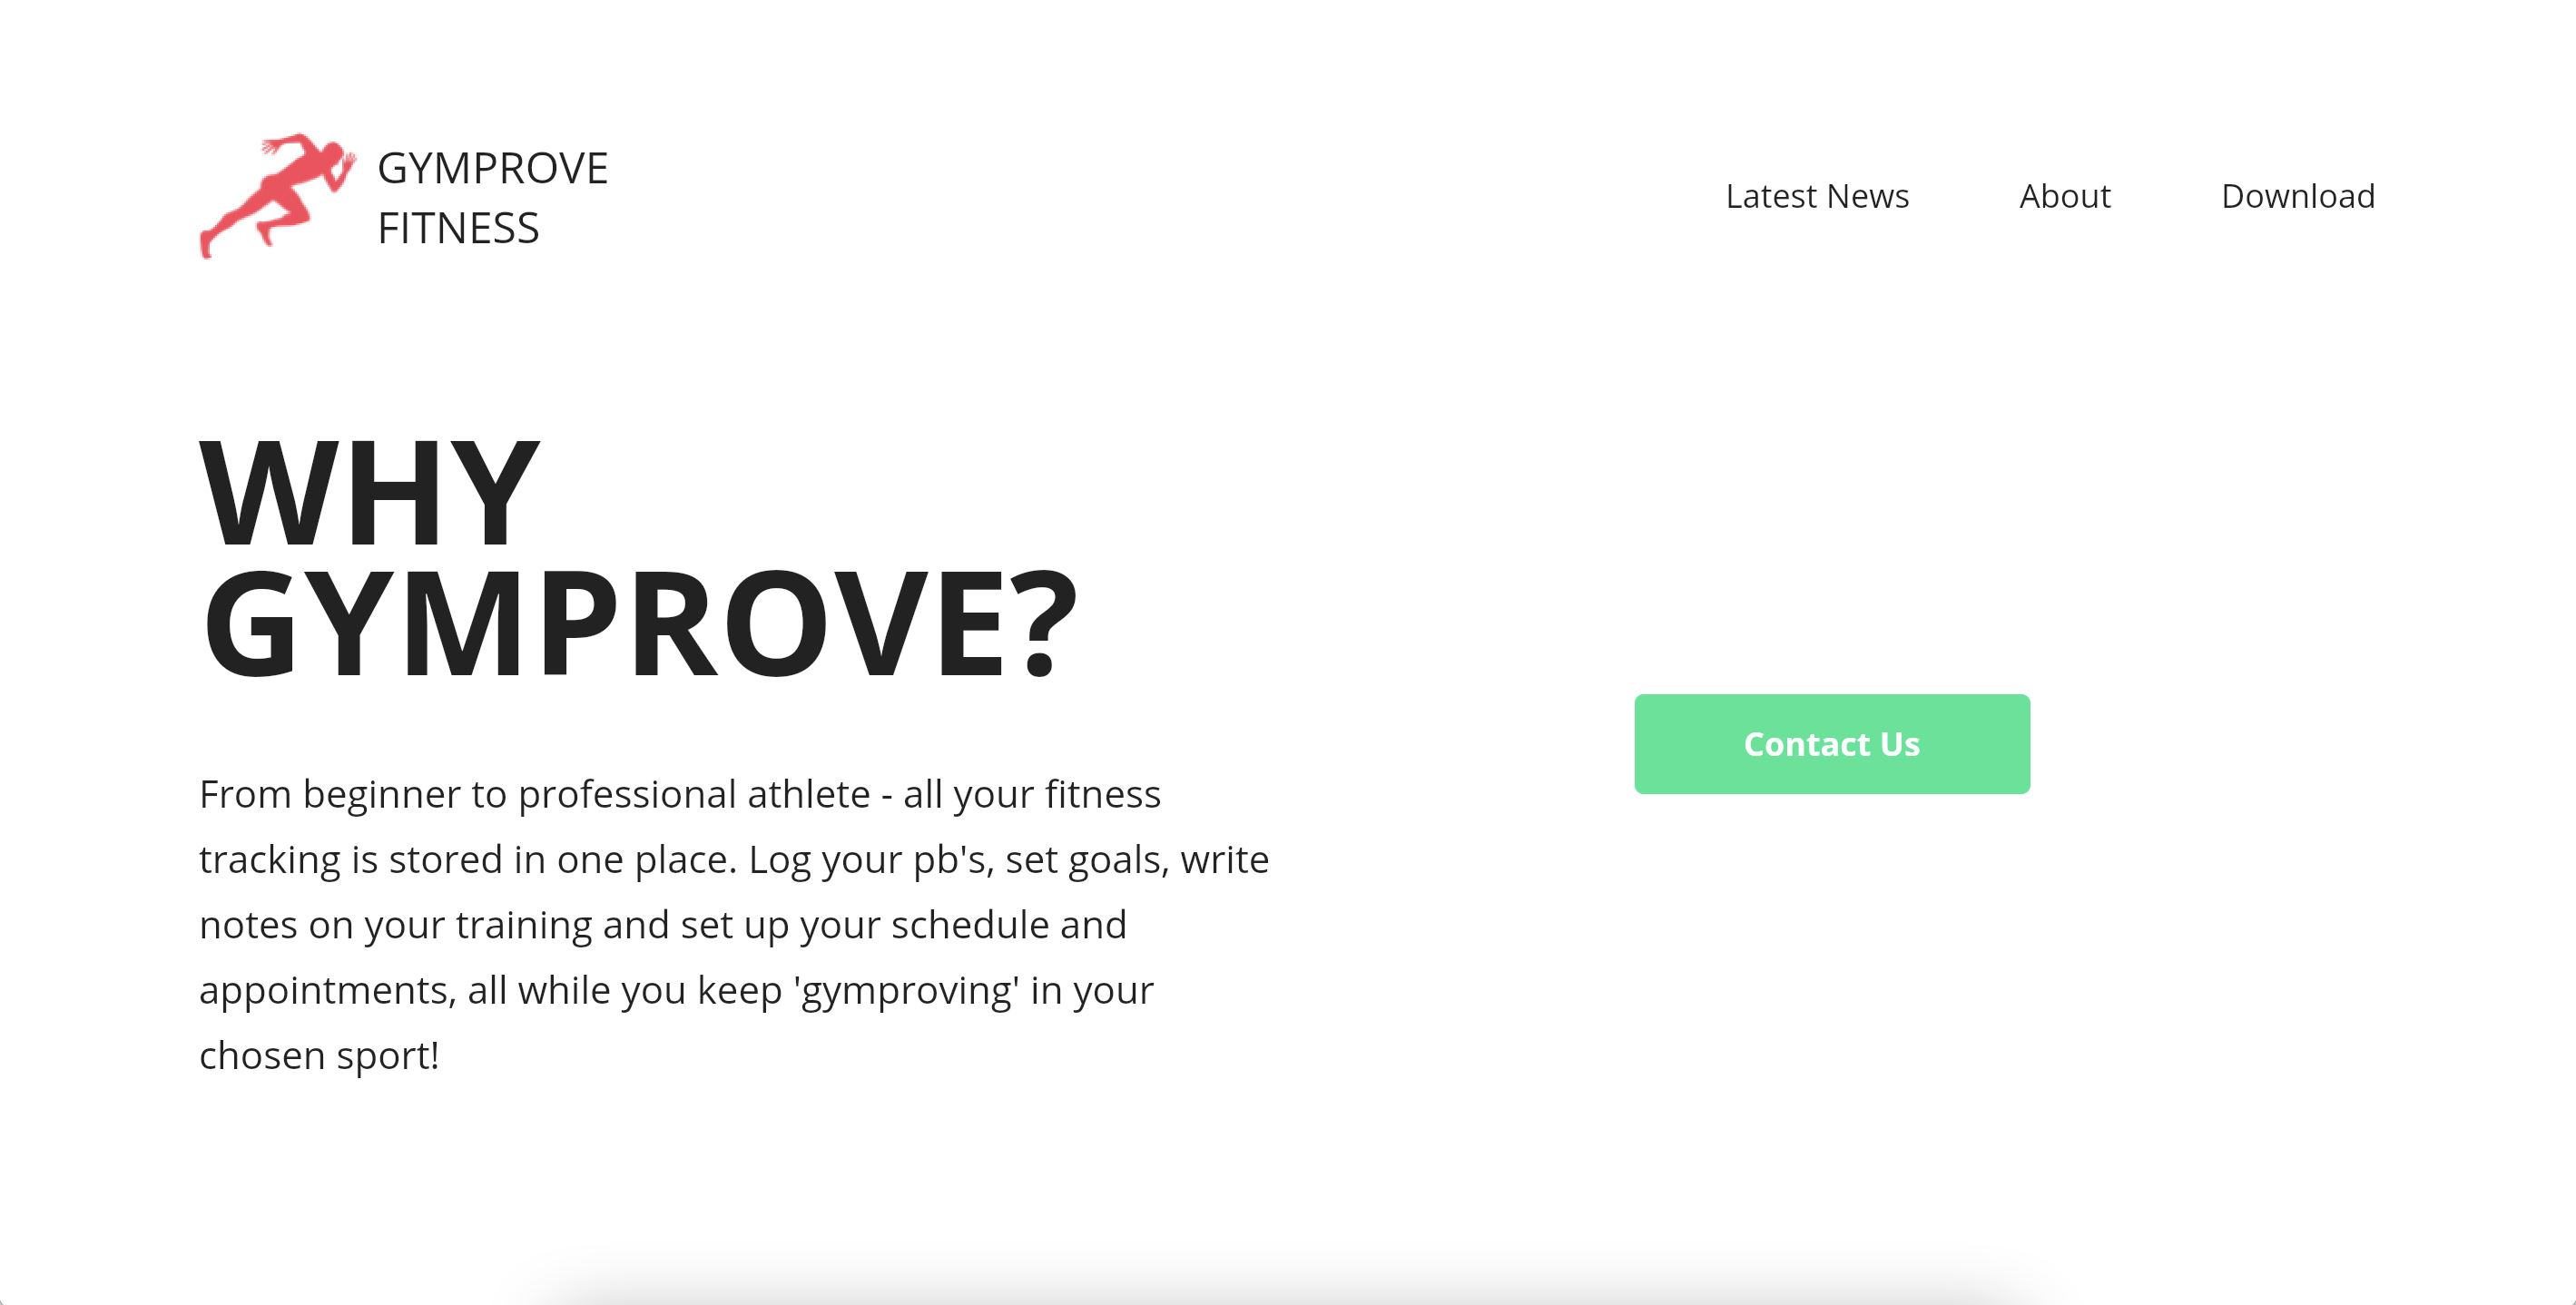 GYMPROVE
FITNESS
Latest News
About
Download
WHY
GYMPROVE?
From beginner to professional athlete - all your fitness
tracking is stored in one place. Log your pb's, set goals, write
notes on your training and set up your schedule and
appointments, all while you keep 'gymproving' in your
chosen sport!
Contact Us